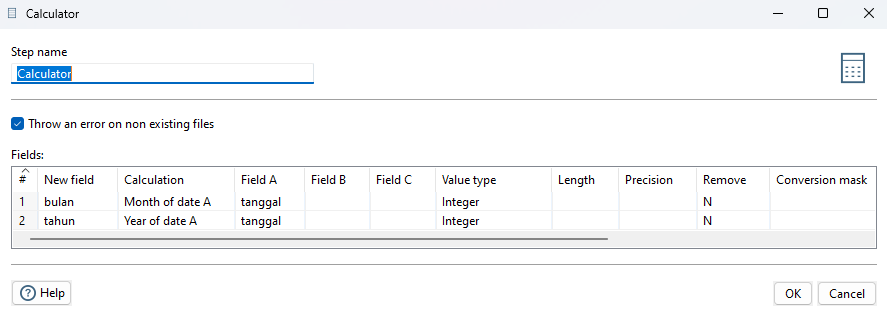 Calculator
Step name
Calculator
Throw an error on non existing files
Fields:
# New field Calculation Field A Field B Field C Value type Length Precision Remove Conversion mask
1 bulan Month of date A tanggal Integer N
2 tahun Year of date A tanggal Integer N
Help OK Cancel